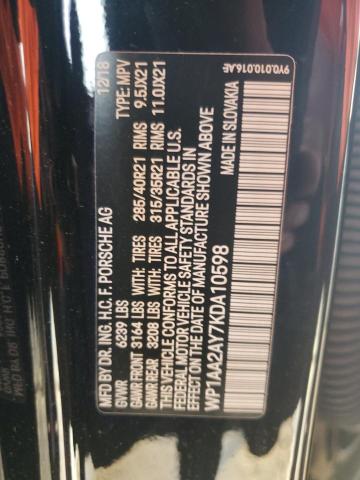 MFD BY DR. ING. H.C. F. PORSCHE AG 12/18
GVWR 6239 LBS TYPE: MPV
GAWR FRONT 3164 LBS WITH: TIRES 285/40R21 RIMS 9.5JX21
GAWR REAR 3208 LBS WITH: TIRES 315/35R21 RIMS 11.0JX21
THIS VEHICLE CONFORMS TO ALL APPLICABLE U.S.
FEDERAL MOTOR VEHICLE SAFETY STANDARDS IN
EFFECT ON THE DATE OF MANUFACTURE SHOWN ABOVE
WP1AA2AY7KDA10598 MADE IN SLOVAKIA
9Y0.010.016.AE